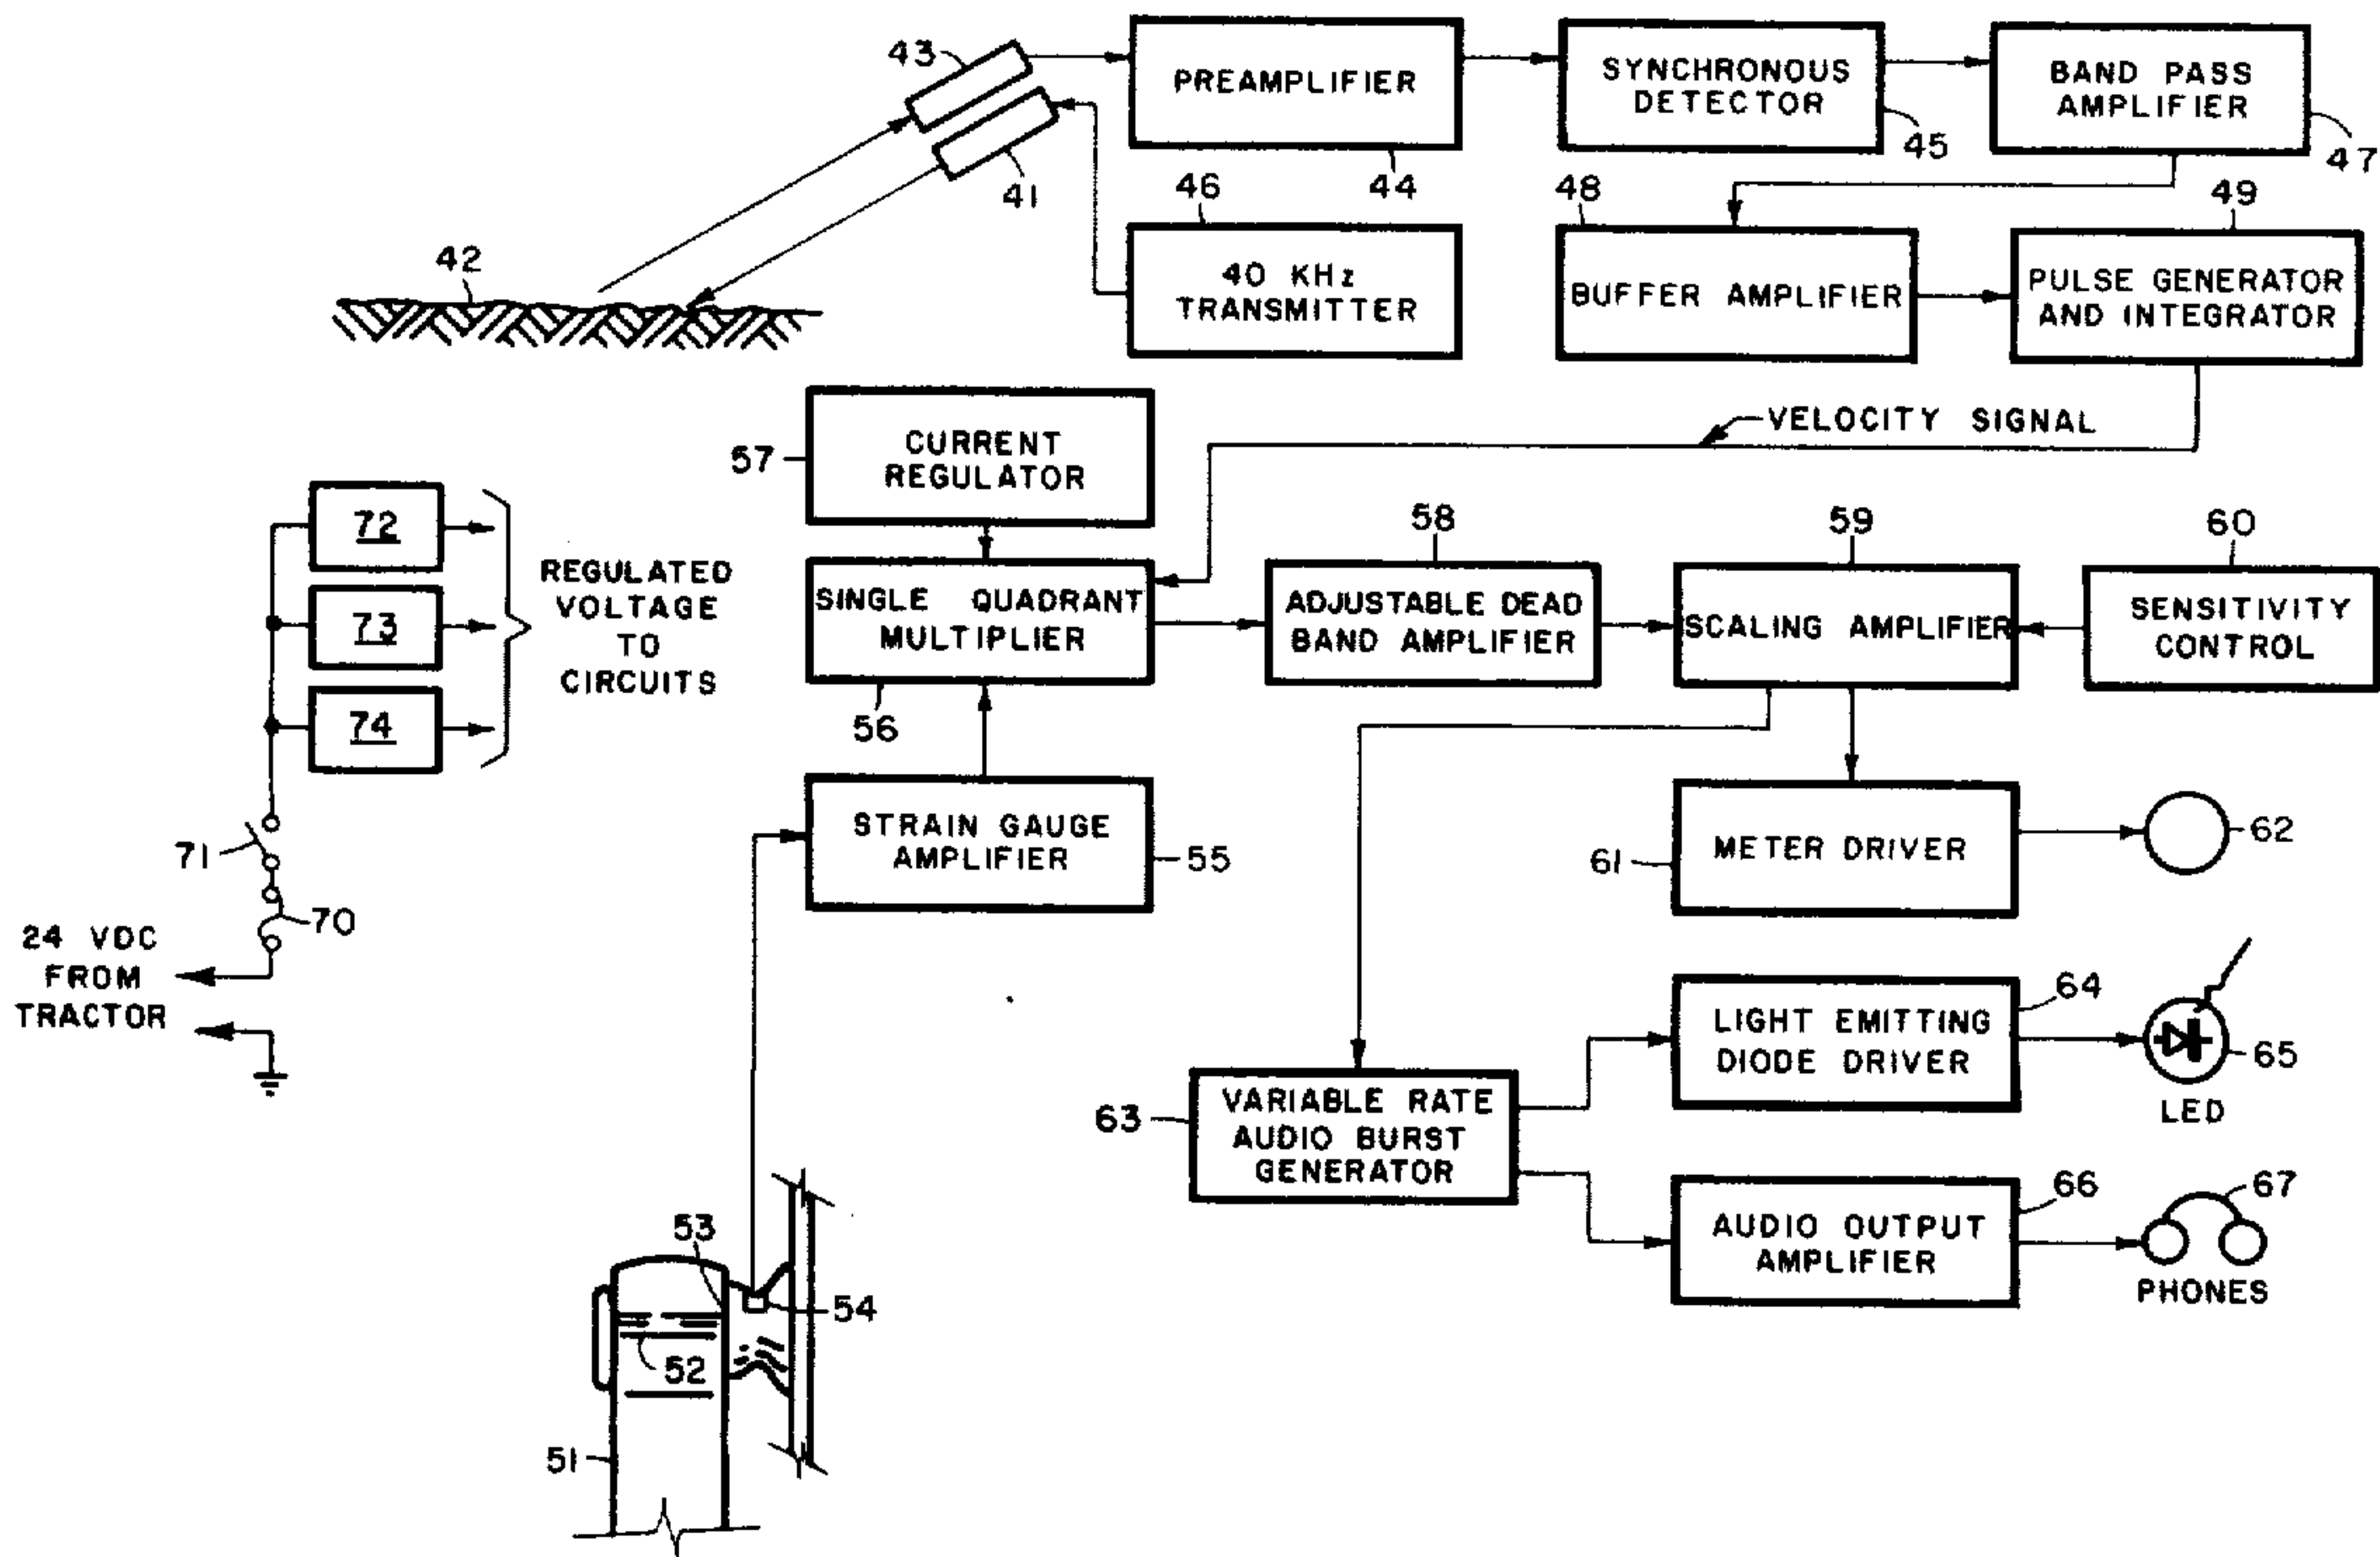 43
PREAMPLIFIER
44
SYNCHRONOUS
DETECTOR
45
BAND PASS
AMPLIFIER
47
41
46
40 KHz
TRANSMITTER
48
BUFFER AMPLIFIER
49
PULSE GENERATOR
AND INTEGRATOR
42
VELOCITY SIGNAL
57
CURRENT
REGULATOR
72
73
74
REGULATED
VOLTAGE
TO
CIRCUITS
SINGLE QUADRANT
MULTIPLIER
56
58
ADJUSTABLE DEAD
BAND AMPLIFIER
59
SCALING AMPLIFIER
60
SENSITIVITY
CONTROL
71
70
24 VDC
FROM
TRACTOR
STRAIN GAUGE
AMPLIFIER
55
61
METER DRIVER
62
63
VARIABLE RATE
AUDIO BURST
GENERATOR
LIGHT EMITTING
DIODE DRIVER
64
65
LED
AUDIO OUTPUT
AMPLIFIER
66
67
PHONES
53
54
52
51